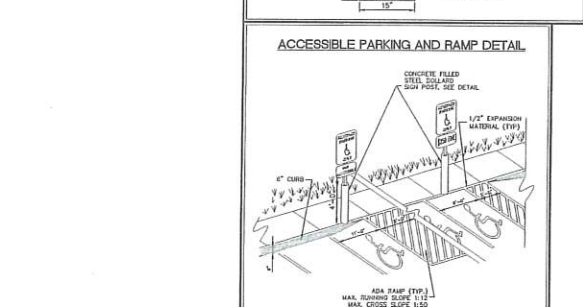 15"
ACCESSIBLE PARKING AND RAMP DETAIL
CONCRETE FILLED
STEEL BOLLARD
SIGN POST, SEE DETAIL
1/2" EXPANSION
MATERIAL (TYP)
6" CURB
ADA RAMP (TYP.)
MAX. RUNNING SLOPE 1:12
MAX. CROSS SLOPE 1:50